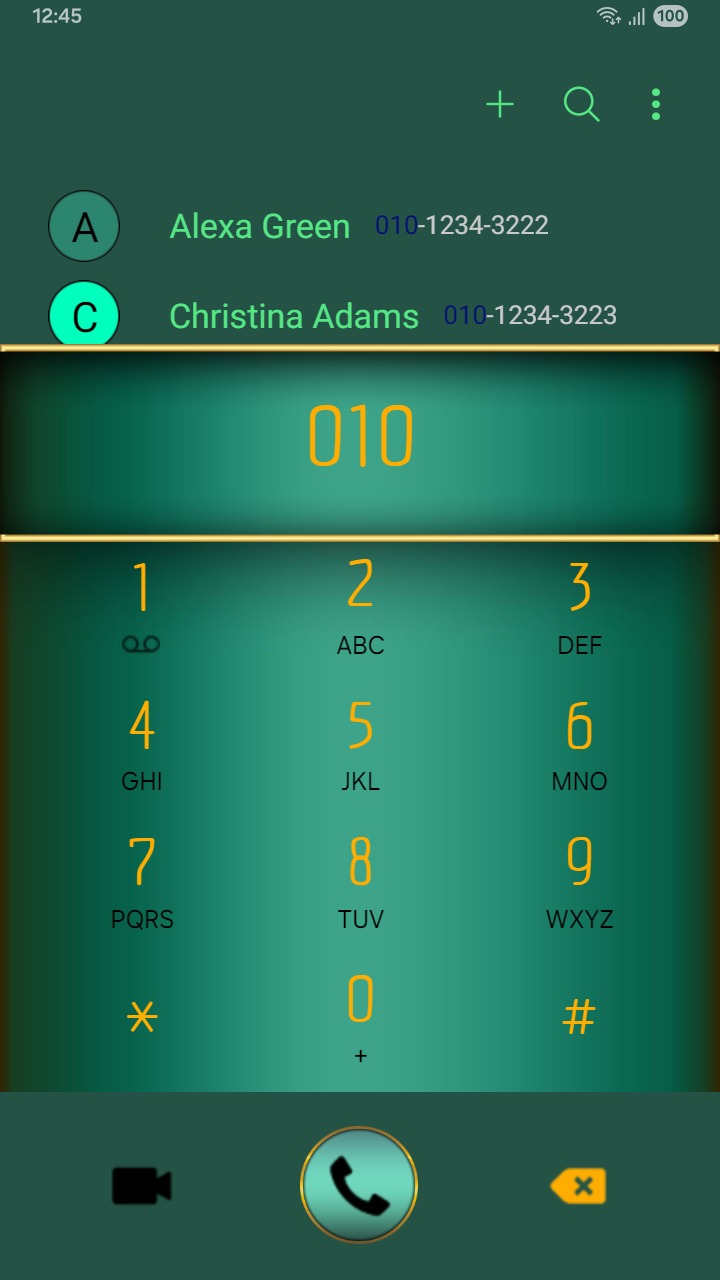 12:45 100
A Alexa Green 010-1234-3222
C Christina Adams 010-1234-3223
010
1 2 3
ABC DEF
4 5 6
GHI JKL MNO
7 8 9
PQRS TUV WXYZ
* 0 #
+